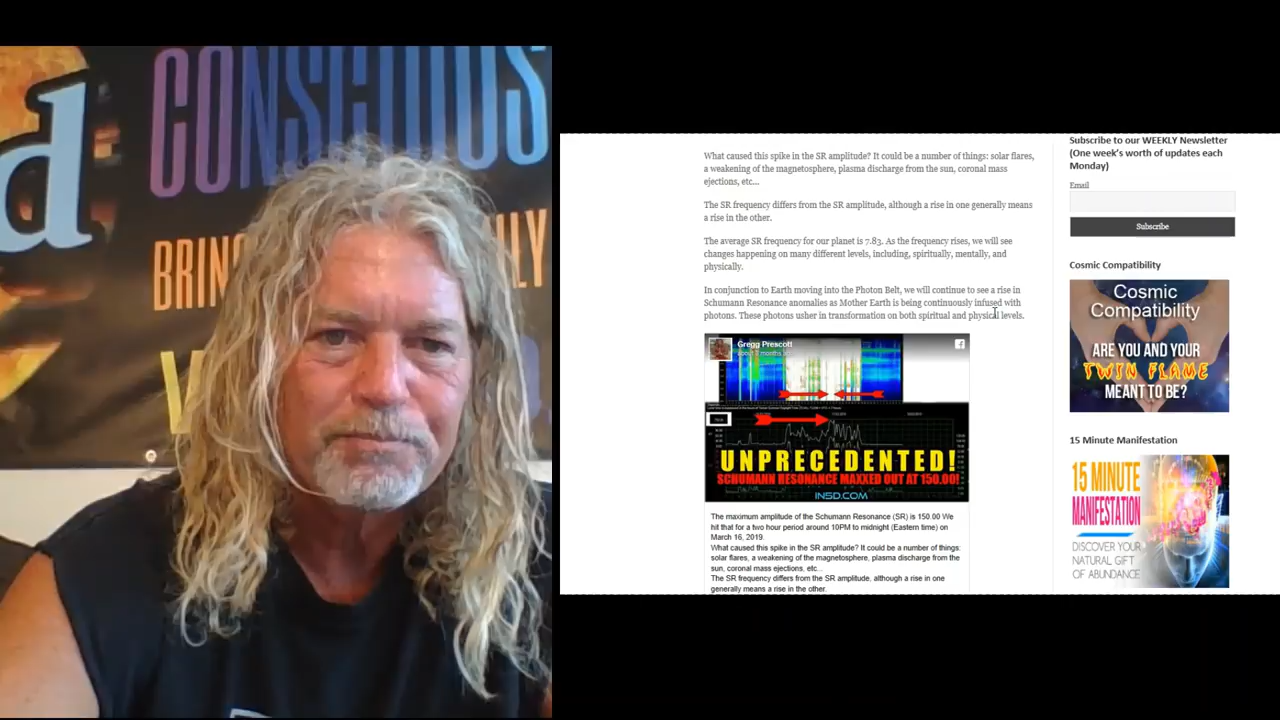 d
CONSCIOUS
BRING
LY
V
What caused this spike in the SR amplitude? It could be a number of things: solar flares,
a weakening of the magnetosphere, plasma discharge from the sun, coronal mass
ejections, etc...
The SR frequency differs from the SR amplitude, although a rise in one generally means
a rise in the other.
The average SR frequency for our planet is 7.83. As the frequency rises, we will see
changes happening on many different levels, including, spiritually, mentally, and
physically.
In conjunction to Earth moving into the Photon Belt, we will continue to see a rise in
Schumann Resonance anomalies as Mother Earth is being continuously infused with
photons. These photons usher in transformation on both spiritual and physical levels.
Gregg Prescott
about 2 months ago
UNPRECEDENTED!
SCHUMANN RESONANCE MAXXED OUT AT 150.00!
IN5D.COM
The maximum amplitude of the Schumann Resonance (SR) is 150.00 We
hit that for a two hour period around 10PM to midnight (Eastern time) on
March 16, 2019.
What caused this spike in the SR amplitude? It could be a number of things:
solar flares, a weakening of the magnetosphere, plasma discharge from the
sun, coronal mass ejections, etc...
The SR frequency differs from the SR amplitude, although a rise in one
generally means a rise in the other.
Subscribe to our WEEKLY Newsletter
(One week's worth of updates each
Monday)
Email
Subscribe
Cosmic Compatibility
Cosmic
Compatibility
ARE YOU AND YOUR
TWIN FLAME
MEANT TO BE?
15 Minute Manifestation
15 MINUTE
MANIFESTATION
DISCOVER YOUR
NATURAL GIFT
OF ABUNDANCE